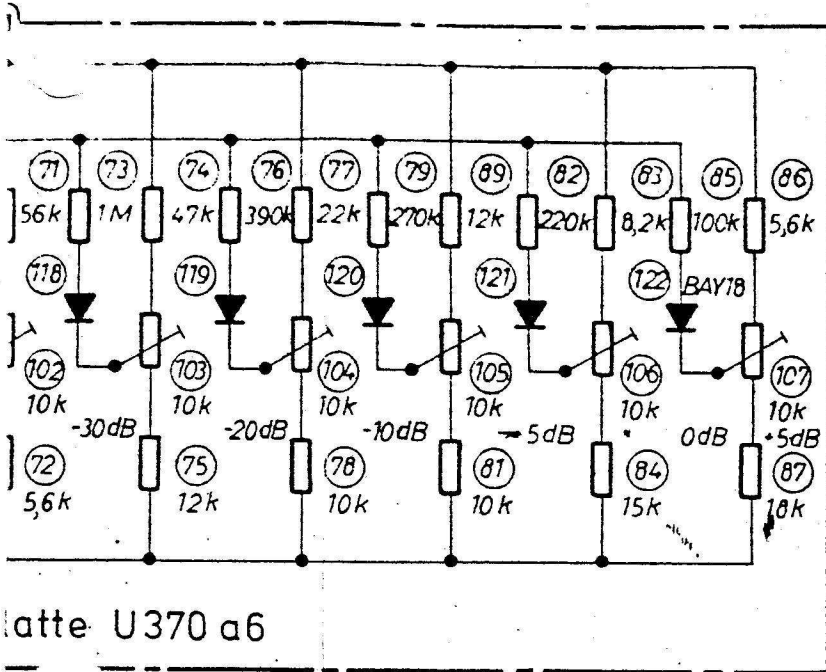 71 73 74 76 77 79 89 82 83 85 86
56k 1M 47k 390k 22k 270k 12k 220k 8,2k 100k 5,6k
118 119 120 121 122 BAY18
102 103 104 105 106 107
10k 10k 10k 10k 10k 10k
-30dB -20dB -10dB -5dB 0dB +5dB
72 75 78 81 84 87
5,6k 12k 10k 10k 15k 18k
latte U370 a6